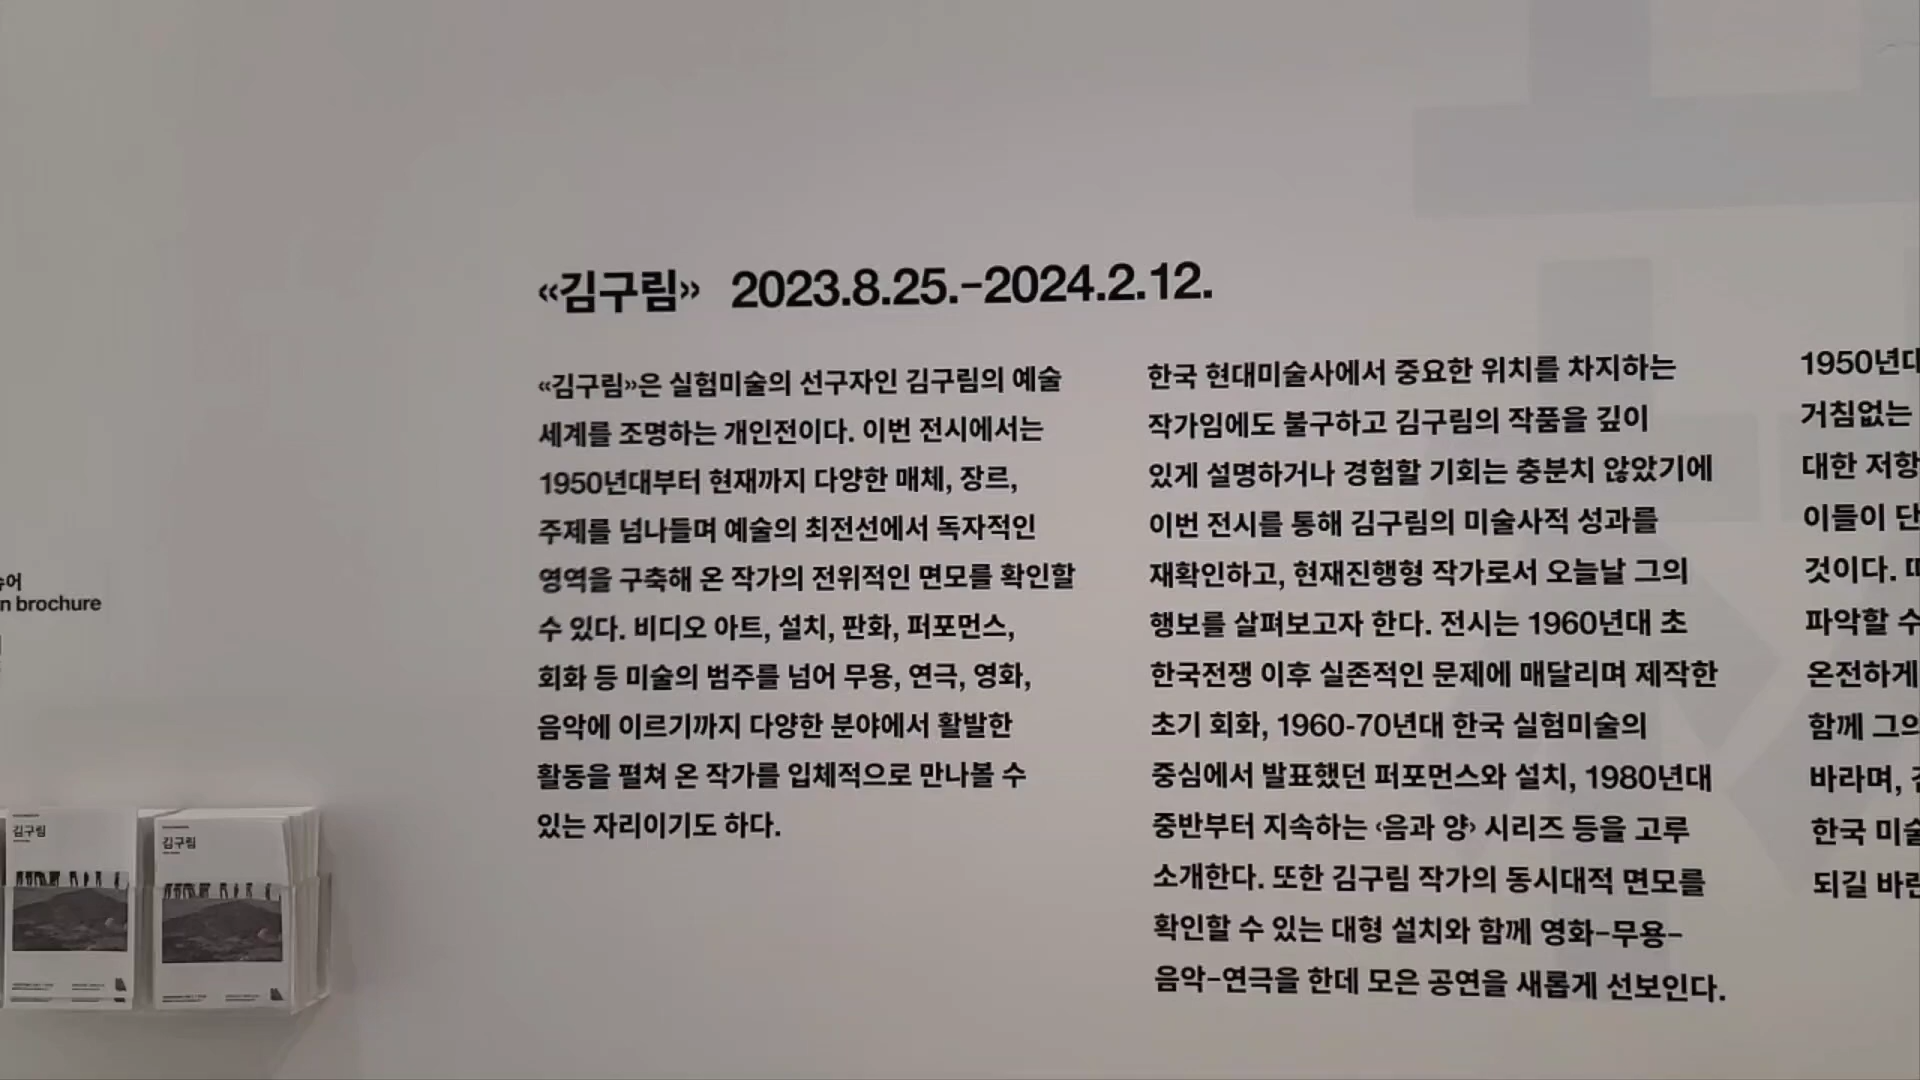 «김구림» 2023.8.25.–2024.2.12.
«김구림»은 실험미술의 선구자인 김구림의 예술
세계를 조명하는 개인전이다. 이번 전시에서는
1950년대부터 현재까지 다양한 매체, 장르,
주제를 넘나들며 예술의 최전선에서 독자적인
영역을 구축해 온 작가의 전위적인 면모를 확인할
수 있다. 비디오 아트, 설치, 판화, 퍼포먼스,
회화 등 미술의 범주를 넘어 무용, 연극, 영화,
음악에 이르기까지 다양한 분야에서 활발한
활동을 펼쳐 온 작가를 입체적으로 만나볼 수
있는 자리이기도 하다.
한국 현대미술사에서 중요한 위치를 차지하는
작가임에도 불구하고 김구림의 작품을 깊이
있게 설명하거나 경험할 기회는 충분치 않았기에
이번 전시를 통해 김구림의 미술사적 성과를
재확인하고, 현재진행형 작가로서 오늘날 그의
행보를 살펴보고자 한다. 전시는 1960년대 초
한국전쟁 이후 실존적인 문제에 매달리며 제작한
초기 회화, 1960-70년대 한국 실험미술의
중심에서 발표했던 퍼포먼스와 설치, 1980년대
중반부터 지속하는 ‹음과 양› 시리즈 등을 고루
소개한다. 또한 김구림 작가의 동시대적 면모를
확인할 수 있는 대형 설치와 함께 영화–무용–
음악–연극을 한데 모은 공연을 새롭게 선보인다.
1950년대
거침없는
대한 저항
이들이 단
것이다.
파악할 수
온전하게
함께 그의
바라며,
한국 미술
되길 바란
brochure
김구림
김구림